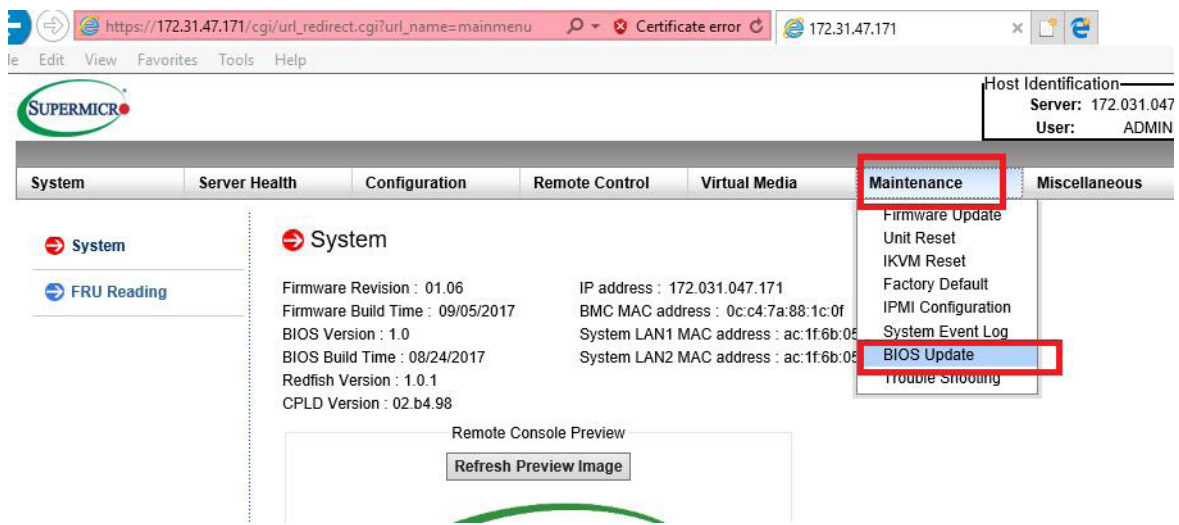 https://172.31.47.171/cgi/url_redirect.cgi?url_name=mainmenu Certificate error 172.31.47.171
Edit View Favorites Tools Help
SUPERMICR
Host Identification
Server: 172.031.047
User: ADMIN
System Server Health Configuration Remote Control Virtual Media Maintenance Miscellaneous
Firmware Update
Unit Reset
IKVM Reset
Factory Default
IPMI Configuration
System Event Log
BIOS Update
Trouble Shooting
System
FRU Reading
System
Firmware Revision : 01.06
Firmware Build Time : 09/05/2017
BIOS Version : 1.0
BIOS Build Time : 08/24/2017
Redfish Version : 1.0.1
CPLD Version : 02.b4.98
IP address : 172.031.047.171
BMC MAC address : 0c:c4:7a:88:1c:0f
System LAN1 MAC address : ac:1f:6b:05
System LAN2 MAC address : ac:1f:6b:05
Remote Console Preview
Refresh Preview Image